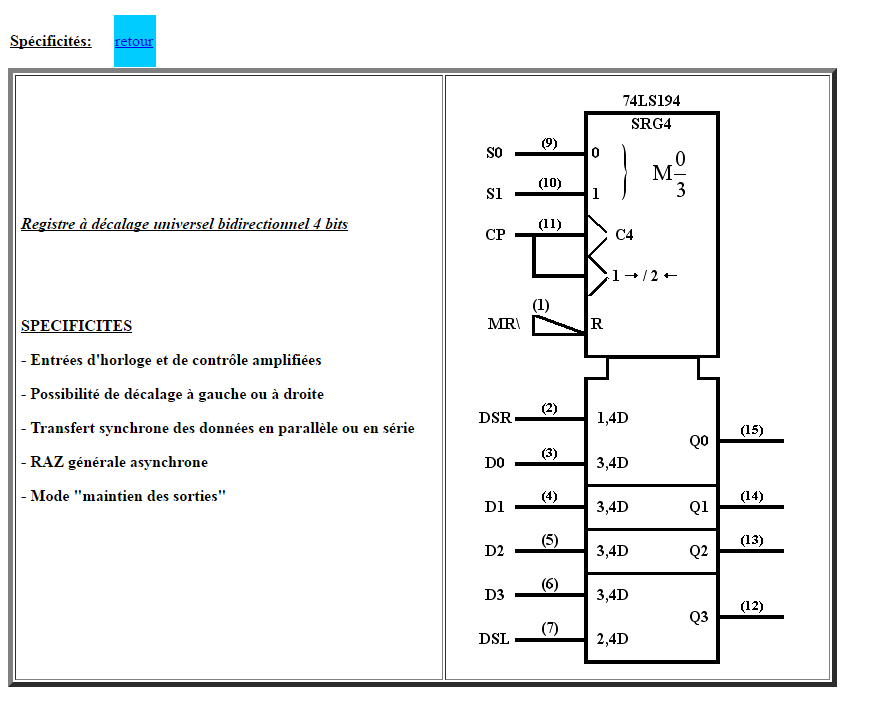 Spécificités: retour
Registre à décalage universel bidirectionnel 4 bits
SPECIFICITES
- Entrées d'horloge et de contrôle amplifiées
- Possibilité de décalage à gauche ou à droite
- Transfert synchrone des données en parallèle ou en série
- RAZ générale asynchrone
- Mode "maintien des sorties"
74LS194
SRG4
S0 (9) 0
M 0/3
S1 (10) 1
CP (11) C4
1 → / 2 ←
MR\ (1) R
DSR (2) 1,4D
Q0 (15)
D0 (3) 3,4D
D1 (4) 3,4D Q1 (14)
D2 (5) 3,4D Q2 (13)
D3 (6) 3,4D
Q3 (12)
DSL (7) 2,4D